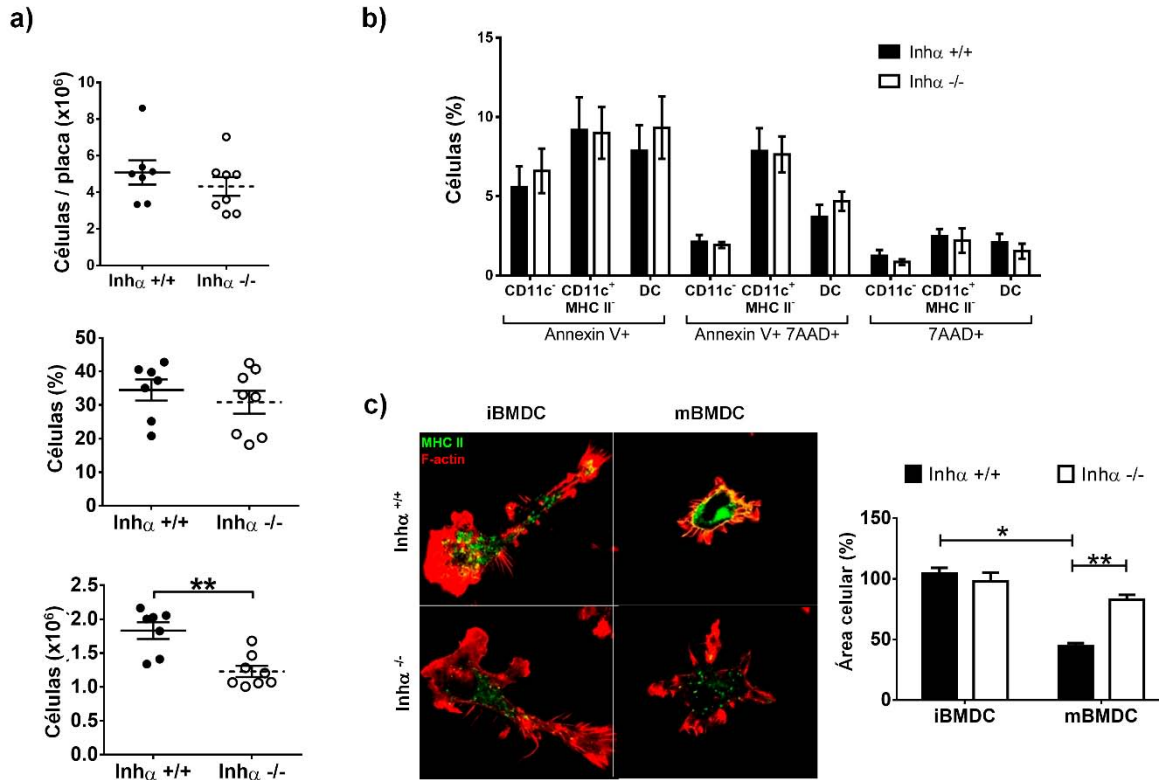 a)
Células / placa (x10⁶)
10
8
6
4
2
0
Inhα +/+ Inhα -/-
Células (%)
50
40
30
20
10
0
Inhα +/+ Inhα -/-
Células (x10⁶)
2.5
2.0
1.5
1.0
0.5
0.0
**
Inhα +/+ Inhα -/-
b)
Células (%)
15
10
5
0
Inhα +/+
Inhα -/-
CD11c⁻ CD11c⁺ DC CD11c⁻ CD11c⁺ DC CD11c⁻ CD11c⁺ DC
MHC II⁻ MHC II⁻ MHC II⁻
Annexin V+ Annexin V+ 7AAD+ 7AAD+
c)
iBMDC mBMDC
MHC II
F-actin
Inhα +/+
Inhα -/-
Inhα +/+ Inhα -/-
Área celular (%)
150
100
50
0
*
**
iBMDC mBMDC